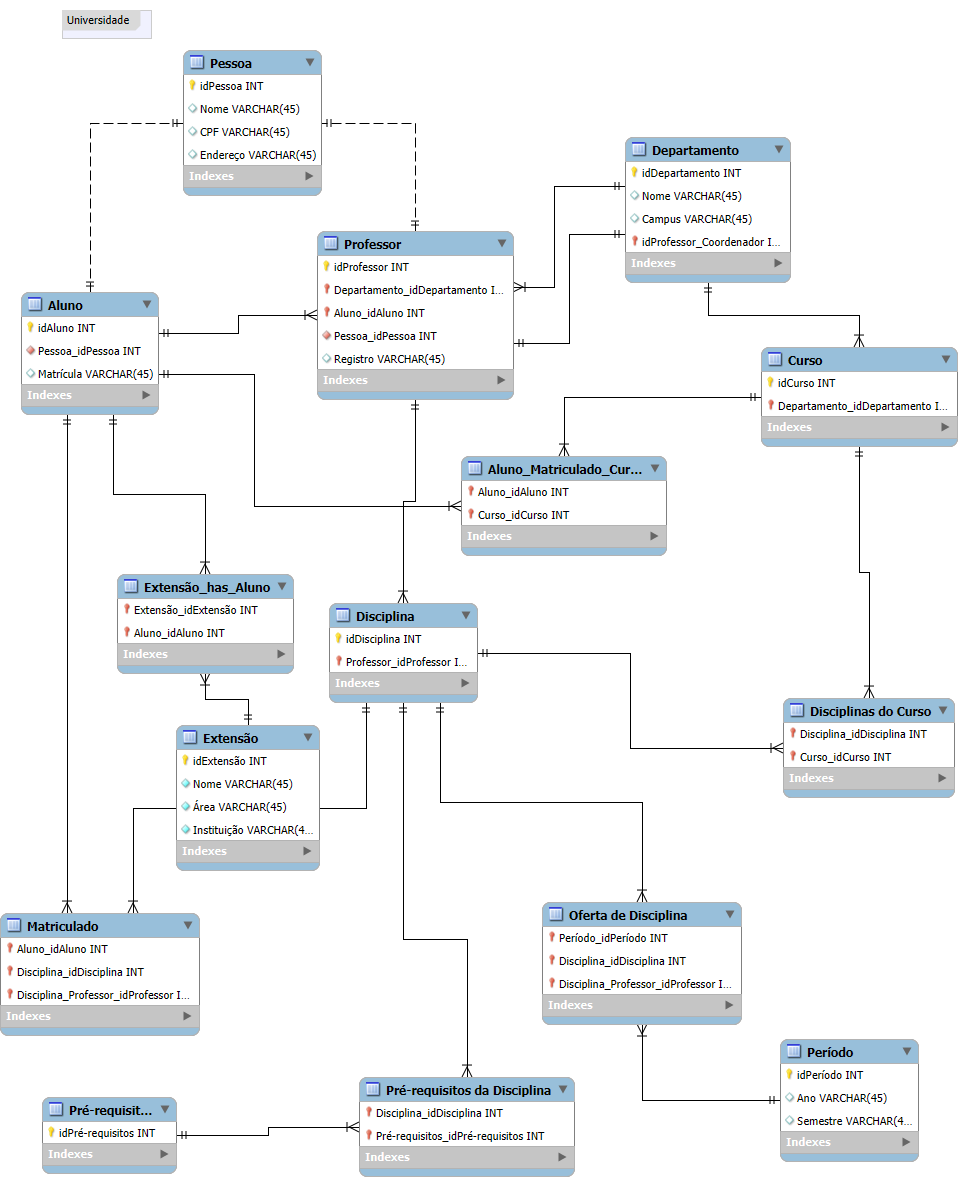 Universidade
Pessoa
idPessoa INT
Nome VARCHAR(45)
CPF VARCHAR(45)
Endereço VARCHAR(45)
Indexes
Departamento
idDepartamento INT
Nome VARCHAR(45)
Campus VARCHAR(45)
idProfessor_Coordenador I...
Indexes
Professor
idProfessor INT
Departamento_idDepartamento I...
Aluno_idAluno INT
Pessoa_idPessoa INT
Registro VARCHAR(45)
Indexes
Aluno
idAluno INT
Pessoa_idPessoa INT
Matrícula VARCHAR(45)
Indexes
Curso
idCurso INT
Departamento_idDepartamento I...
Indexes
Aluno_Matriculado_Cur...
Aluno_idAluno INT
Curso_idCurso INT
Indexes
Extensão_has_Aluno
Extensão_idExtensão INT
Aluno_idAluno INT
Indexes
Disciplina
idDisciplina INT
Professor_idProfessor I...
Indexes
Disciplinas do Curso
Disciplina_idDisciplina INT
Curso_idCurso INT
Indexes
Extensão
idExtensão INT
Nome VARCHAR(45)
Área VARCHAR(45)
Instituição VARCHAR(4...
Indexes
Matriculado
Aluno_idAluno INT
Disciplina_idDisciplina INT
Disciplina_Professor_idProfessor I...
Indexes
Oferta de Disciplina
Período_idPeríodo INT
Disciplina_idDisciplina INT
Disciplina_Professor_idProfessor I...
Indexes
Período
idPeríodo INT
Ano VARCHAR(45)
Semestre VARCHAR(4...
Indexes
Pré-requisitos da Disciplina
Disciplina_idDisciplina INT
Pré-requisitos_idPré-requisitos INT
Indexes
Pré-requisit...
idPré-requisitos INT
Indexes